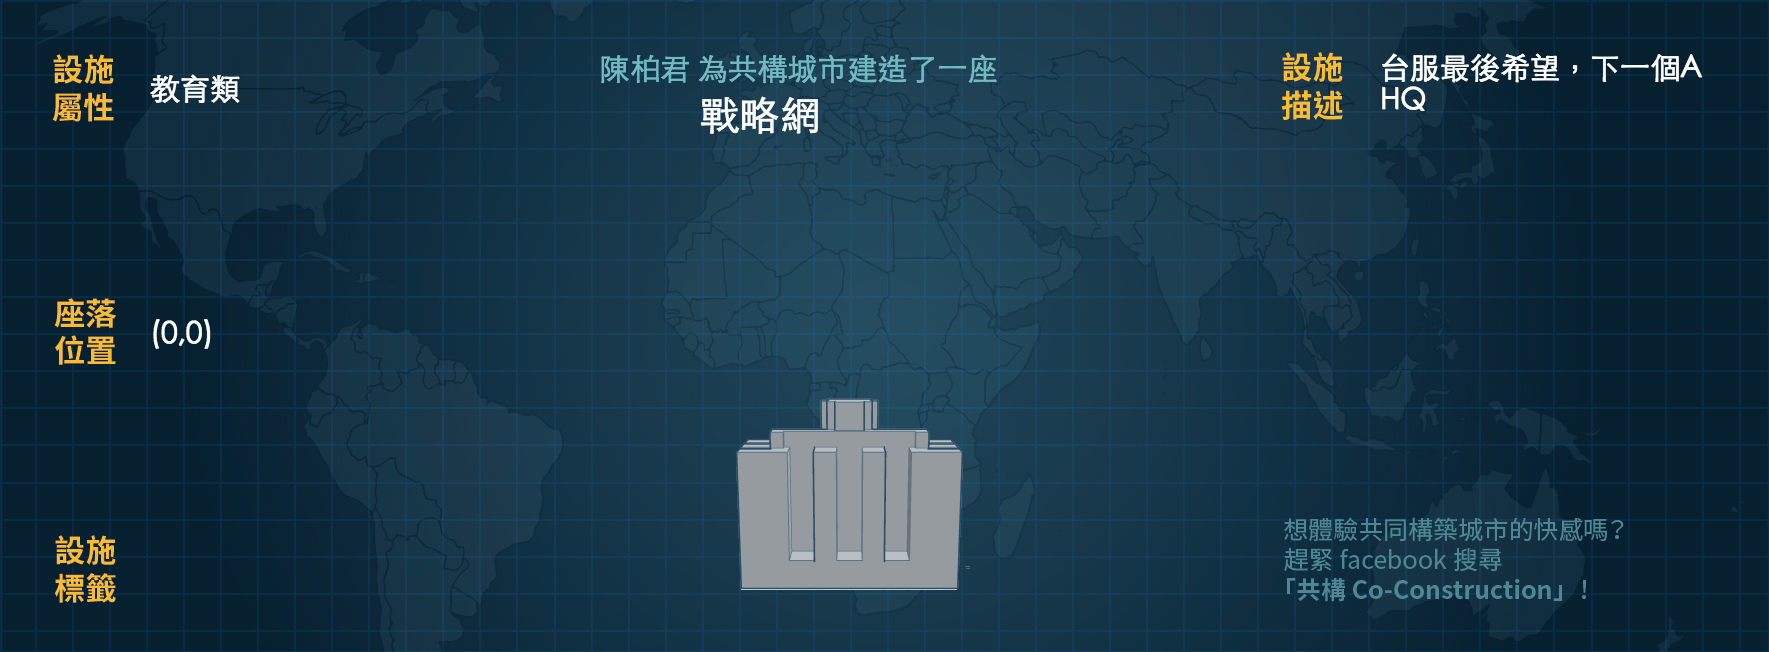 設施
屬性
教育類
陳柏君 為共構城市建造了一座
戰略網
設施
描述
台服最後希望，下一個A
HQ
座落
位置
(0,0)
設施
標籤
想體驗共同構築城市的快感嗎？
趕緊 facebook 搜尋
「共構 Co-Construction」！